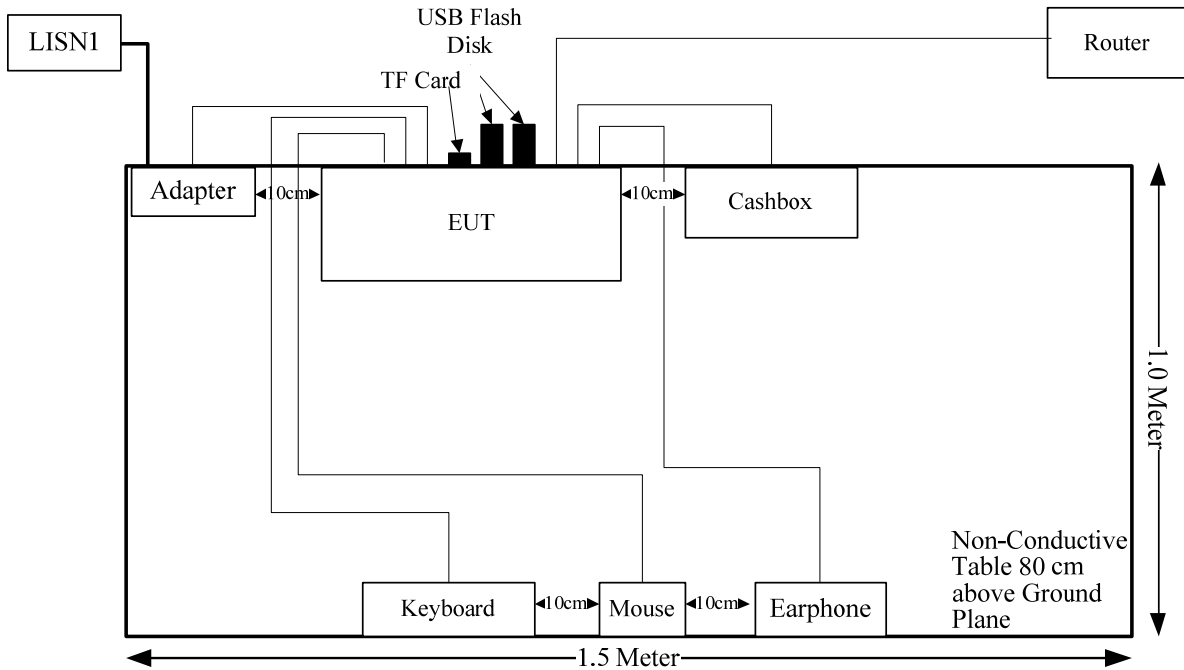 LISN1
USB Flash
Disk
TF Card
Router
Adapter
10cm
EUT
10cm
Cashbox
1.0 Meter
Non-Conductive
Table 80 cm
above Ground
Plane
Keyboard
10cm
Mouse
10cm
Earphone
1.5 Meter